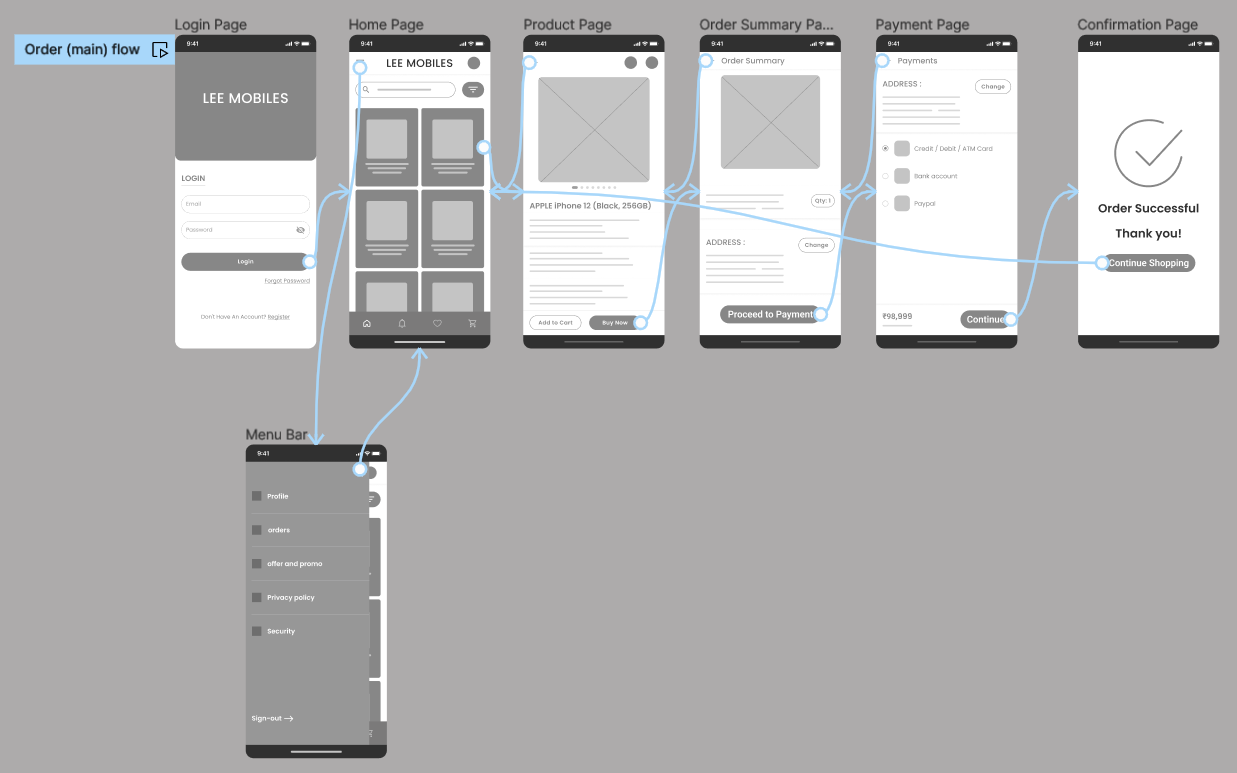 Order (main) flow
Login Page
9:41
LEE MOBILES
LOGIN
Email
Password
Login
Forgot Password
Don't Have An Account? Register
Home Page
9:41
LEE MOBILES
Product Page
9:41
APPLE iPhone 12 (Black, 256GB)
Add to Cart
Buy Now
Order Summary Pa...
9:41
Order Summary
Qty: 1
ADDRESS :
Change
Proceed to Payment
Payment Page
9:41
Payments
ADDRESS :
Change
Credit / Debit / ATM Card
Bank account
Paypal
₹98,999
Continue
Confirmation Page
9:41
Order Successful
Thank you!
Continue Shopping
Menu Bar
9:41
Profile
orders
offer and promo
Privacy policy
Security
Sign-out